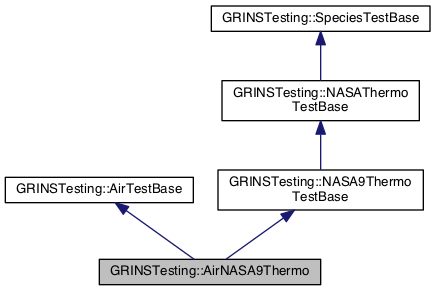 GRINSTesting::SpeciesTestBase
GRINSTesting::NASAThermo
TestBase
GRINSTesting::AirTestBase
GRINSTesting::NASA9Thermo
TestBase
GRINSTesting::AirNASA9Thermo